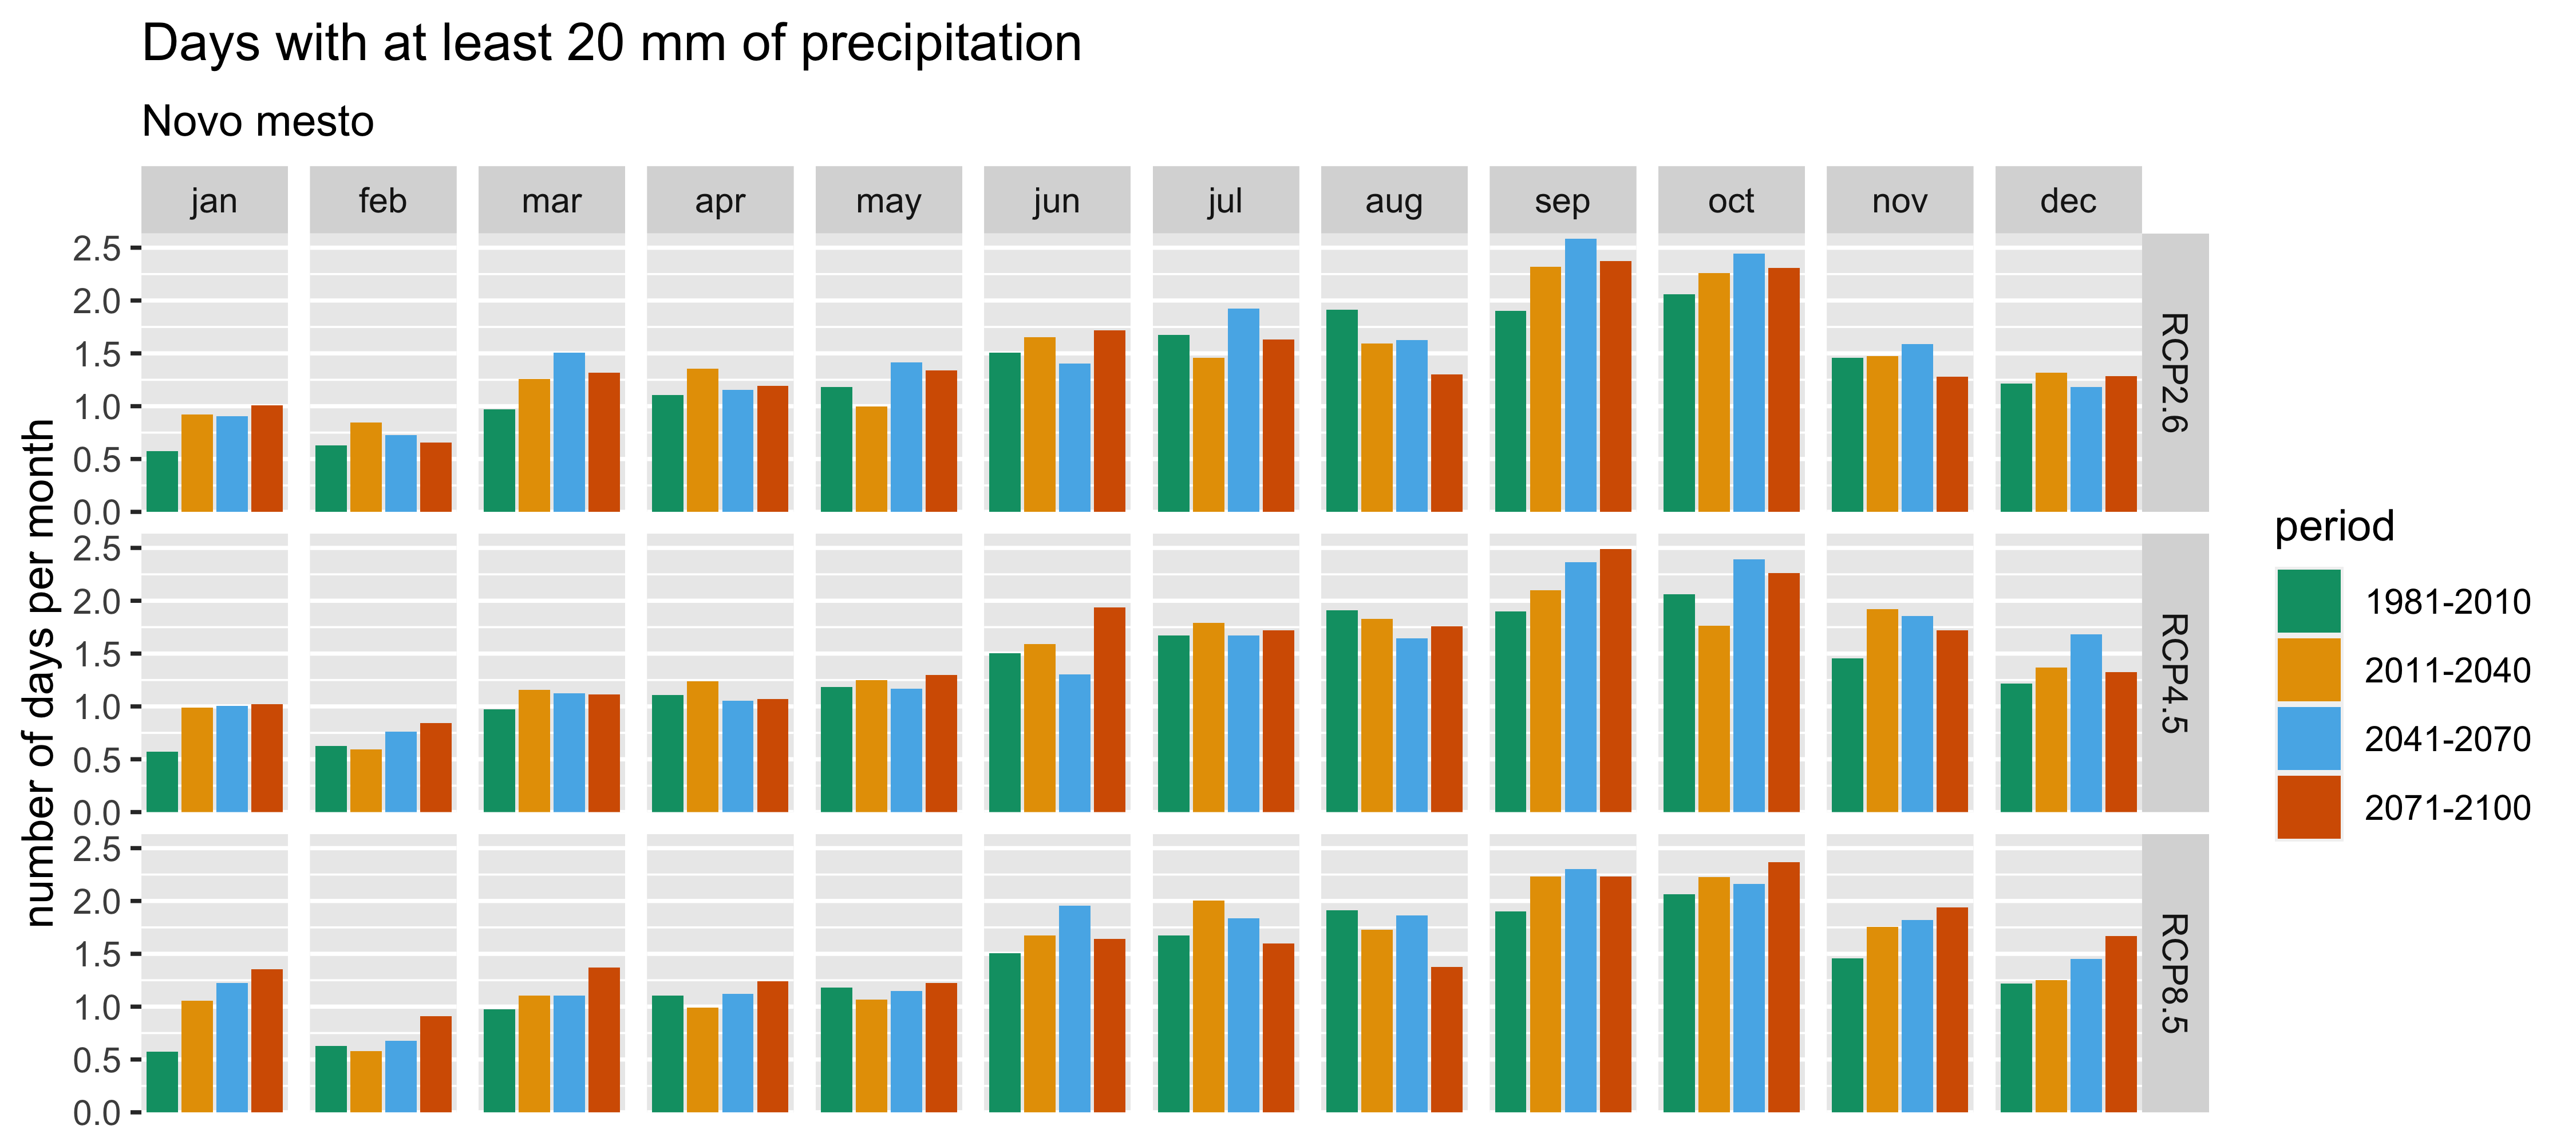 Days with at least 20 mm of precipitation
Novo mesto
jan feb mar apr may jun jul aug sep oct nov dec
number of days per month
2.5
2.0
1.5
1.0
0.5
0.0
RCP2.6
2.5
2.0
1.5
1.0
0.5
0.0
RCP4.5
2.5
2.0
1.5
1.0
0.5
0.0
RCP8.5
period
1981-2010
2011-2040
2041-2070
2071-2100